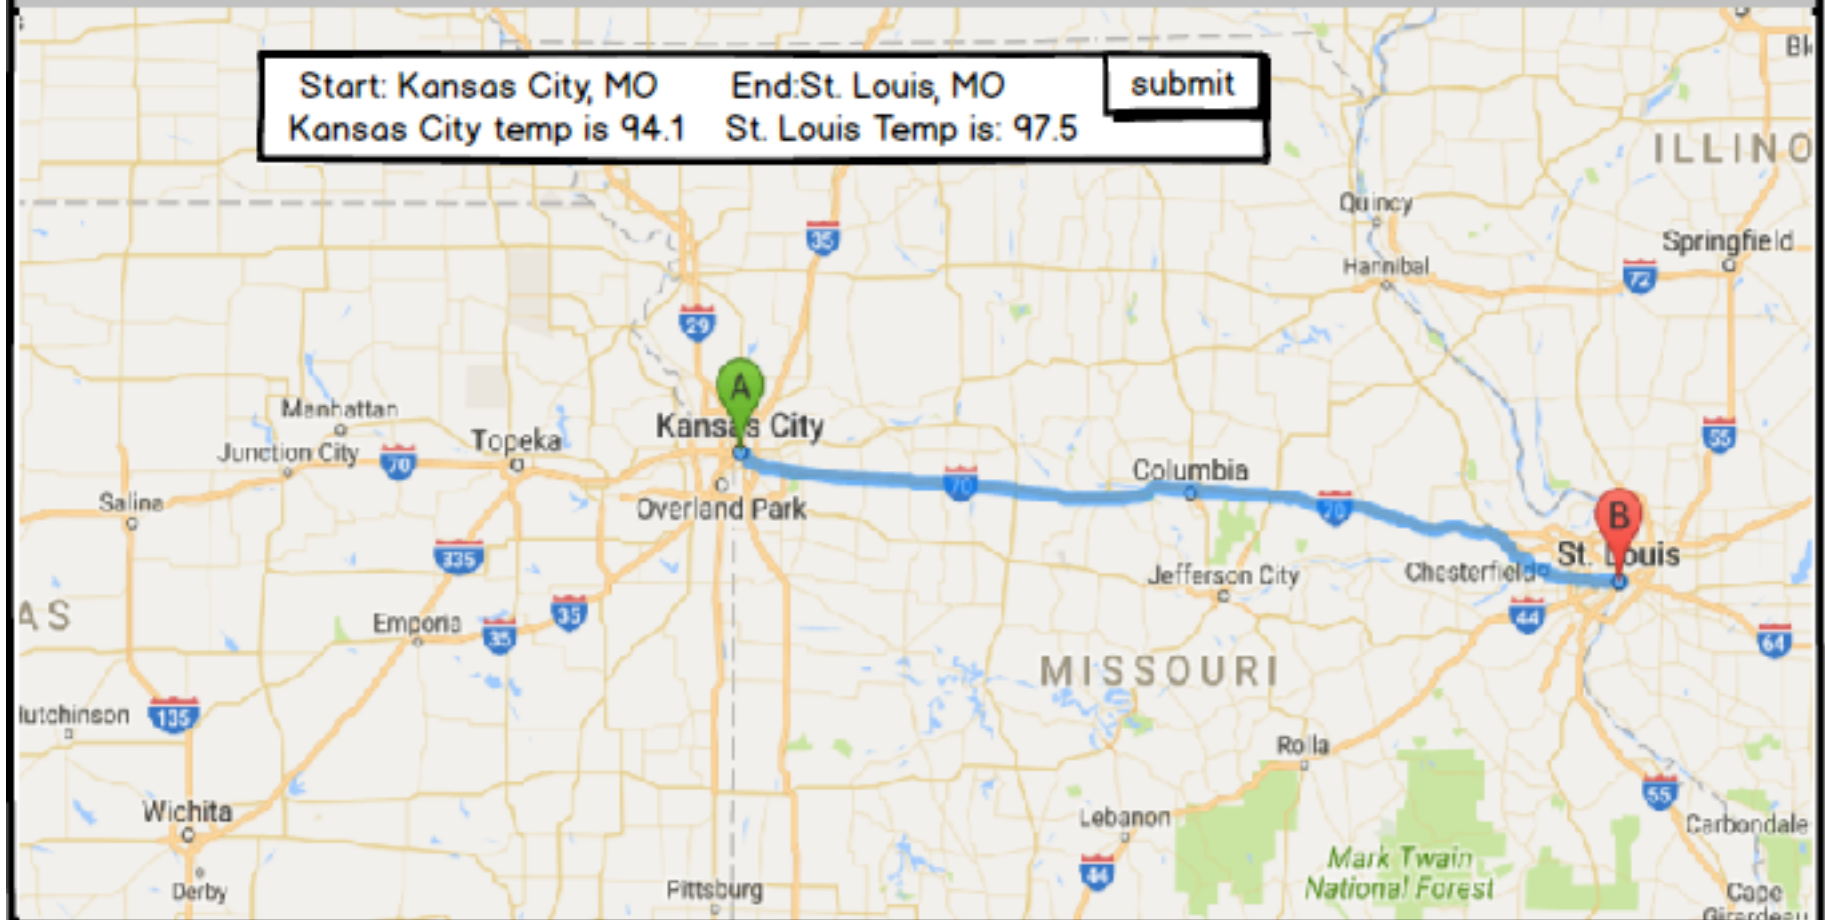 Start: Kansas City, MO End:St. Louis, MO submit
Kansas City temp is 94.1 St. Louis Temp is: 97.5
ILLINO
Quincy
35
Springfield
Hannibal
72
29
A
Manhattan
Kansas City
Topeka
55
Junction City
70
Columbia
70
Salina
Overland Park
70
B
335
St. Louis
Chesterfield
Jefferson City
AS
35
44
Emporia
35
64
MISSOURI
utchinson
135
Rolla
55
Wichita
Lebanon
Carbondale
Mark Twain
National Forest
44
Derby
Pittsburg
Cape
Girardeau